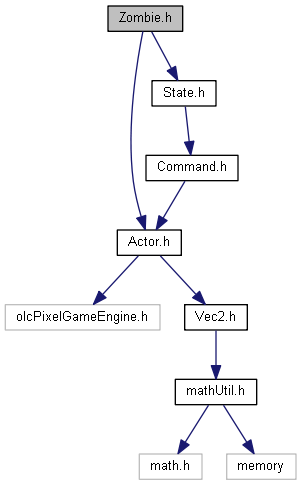 Zombie.h
State.h
Command.h
Actor.h
olcPixelGameEngine.h
Vec2.h
mathUtil.h
math.h
memory